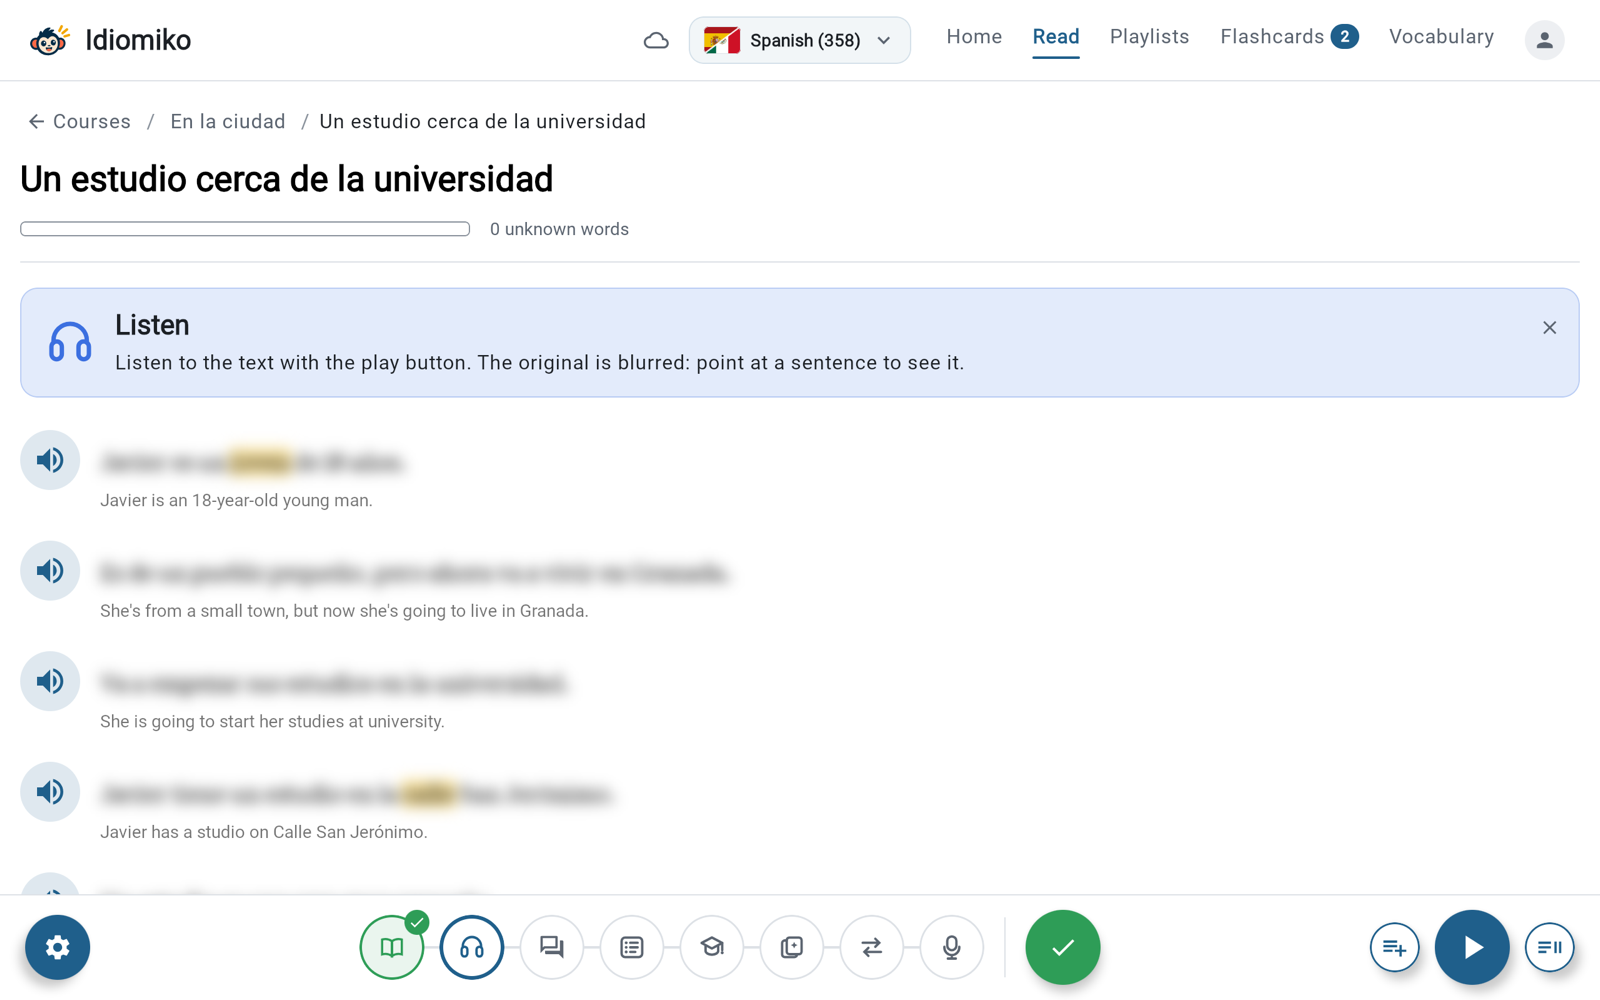 Idiomiko
Spanish (358)
Home
Read
Playlists
Flashcards 2
Vocabulary
Courses / En la ciudad / Un estudio cerca de la universidad
Un estudio cerca de la universidad
0 unknown words
Listen
Listen to the text with the play button. The original is blurred: point at a sentence to see it.
Javier is an 18-year-old young man.
She's from a small town, but now she's going to live in Granada.
She is going to start her studies at university.
Javier has a studio on Calle San Jerónimo.